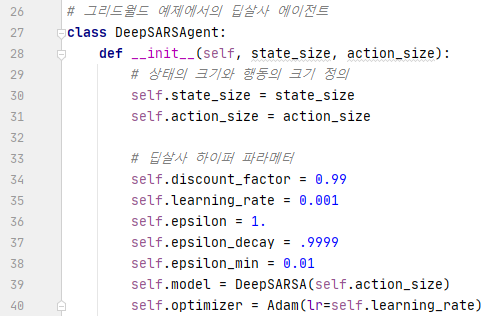 26 # 그리드월드 예제에서의 딥살사 에이전트
27 class DeepSARSAgent:
28 def __init__(self, state_size, action_size):
29 # 상태의 크기와 행동의 크기 정의
30 self.state_size = state_size
31 self.action_size = action_size
32
33 # 딥살사 하이퍼 파라메터
34 self.discount_factor = 0.99
35 self.learning_rate = 0.001
36 self.epsilon = 1.
37 self.epsilon_decay = .9999
38 self.epsilon_min = 0.01
39 self.model = DeepSARSA(self.action_size)
40 self.optimizer = Adam(lr=self.learning_rate)